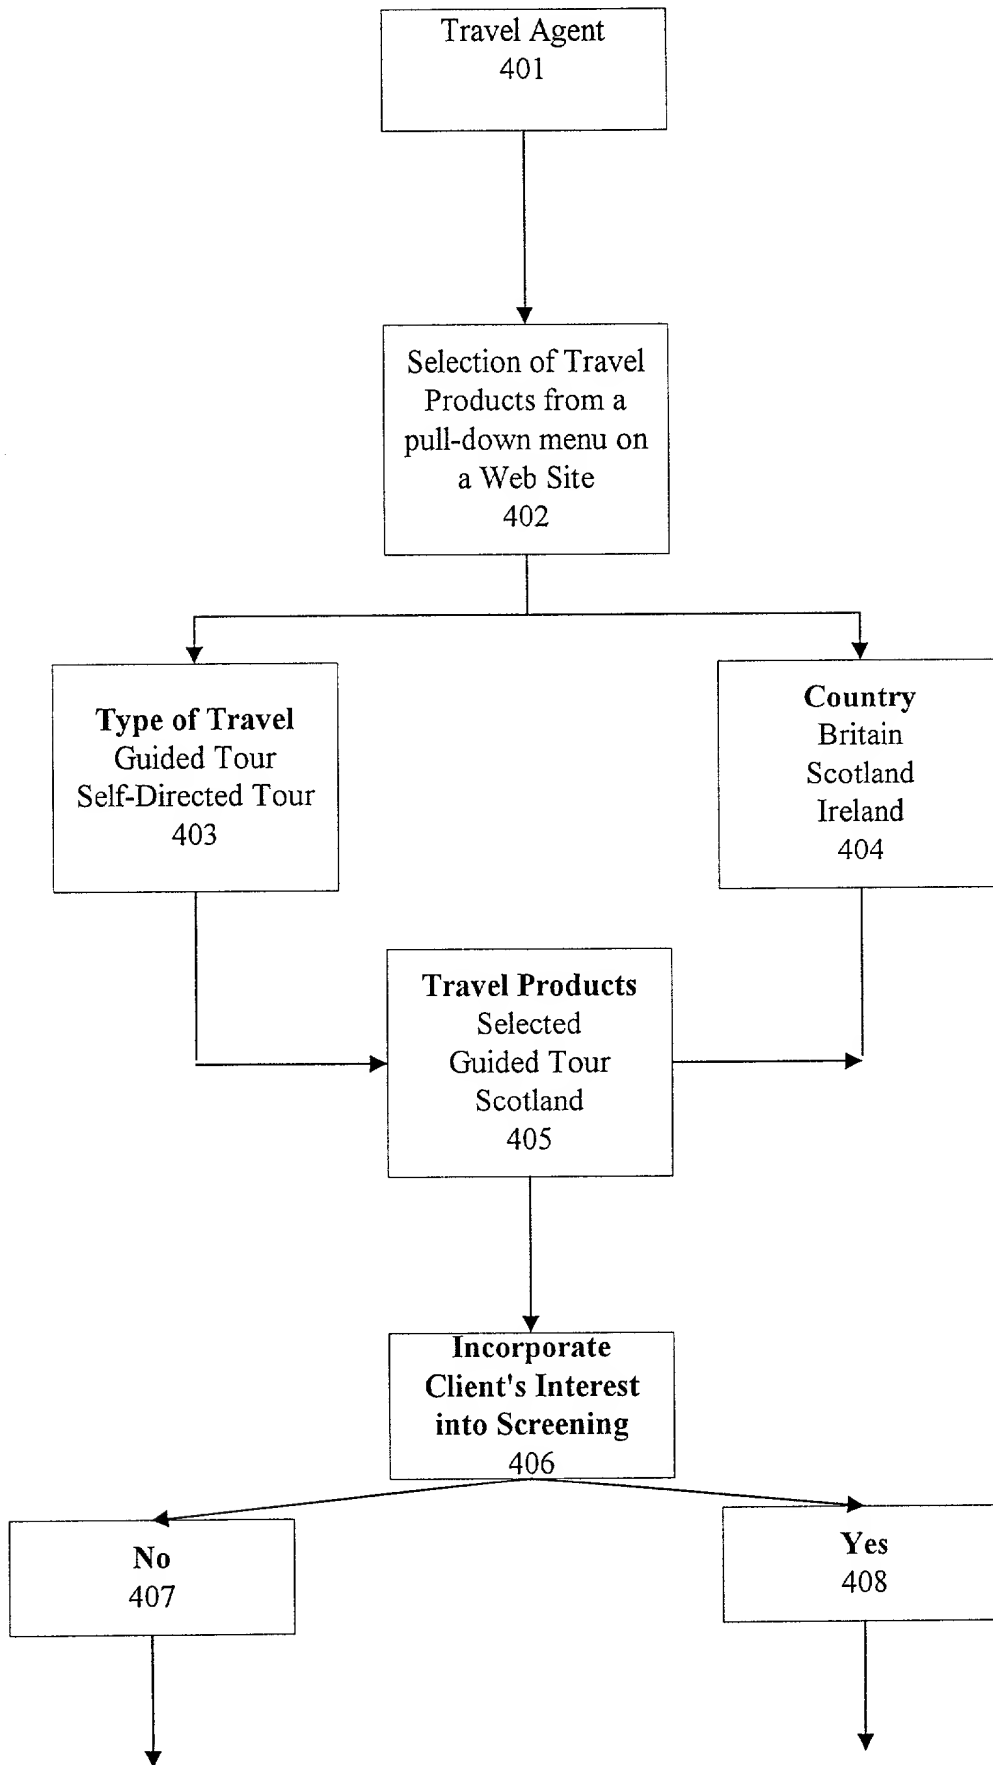 Travel Agent
401
Selection of Travel
Products from a
pull-down menu on
a Web Site
402
Type of Travel
Guided Tour
Self-Directed Tour
403
Country
Britain
Scotland
Ireland
404
Travel Products
Selected
Guided Tour
Scotland
405
Incorporate
Client's Interest
into Screening
406
No
407
Yes
408